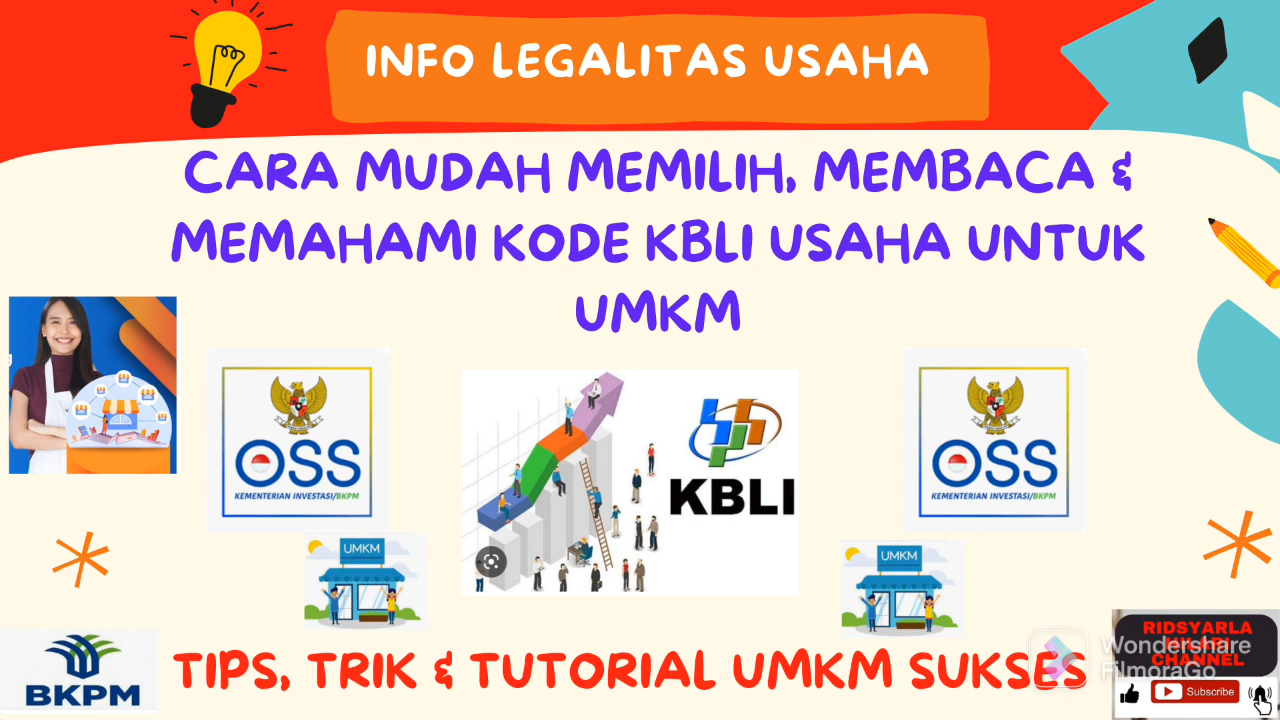 INFO LEGALITAS USAHA
CARA MUDAH MEMILIH, MEMBACA &
MEMAHAMI KODE KBLI USAHA UNTUK
UMKM
OSS
KEMENTERIAN INVESTASI/BKPM
KBLI
OSS
KEMENTERIAN INVESTASI/BKPM
UMKM
UMKM
BKPM
TIPS, TRIK & TUTORIAL UMKM SUKSES
RIDSYARLA
CHANNEL
Wondershare
FilmoraGo
Subscribe